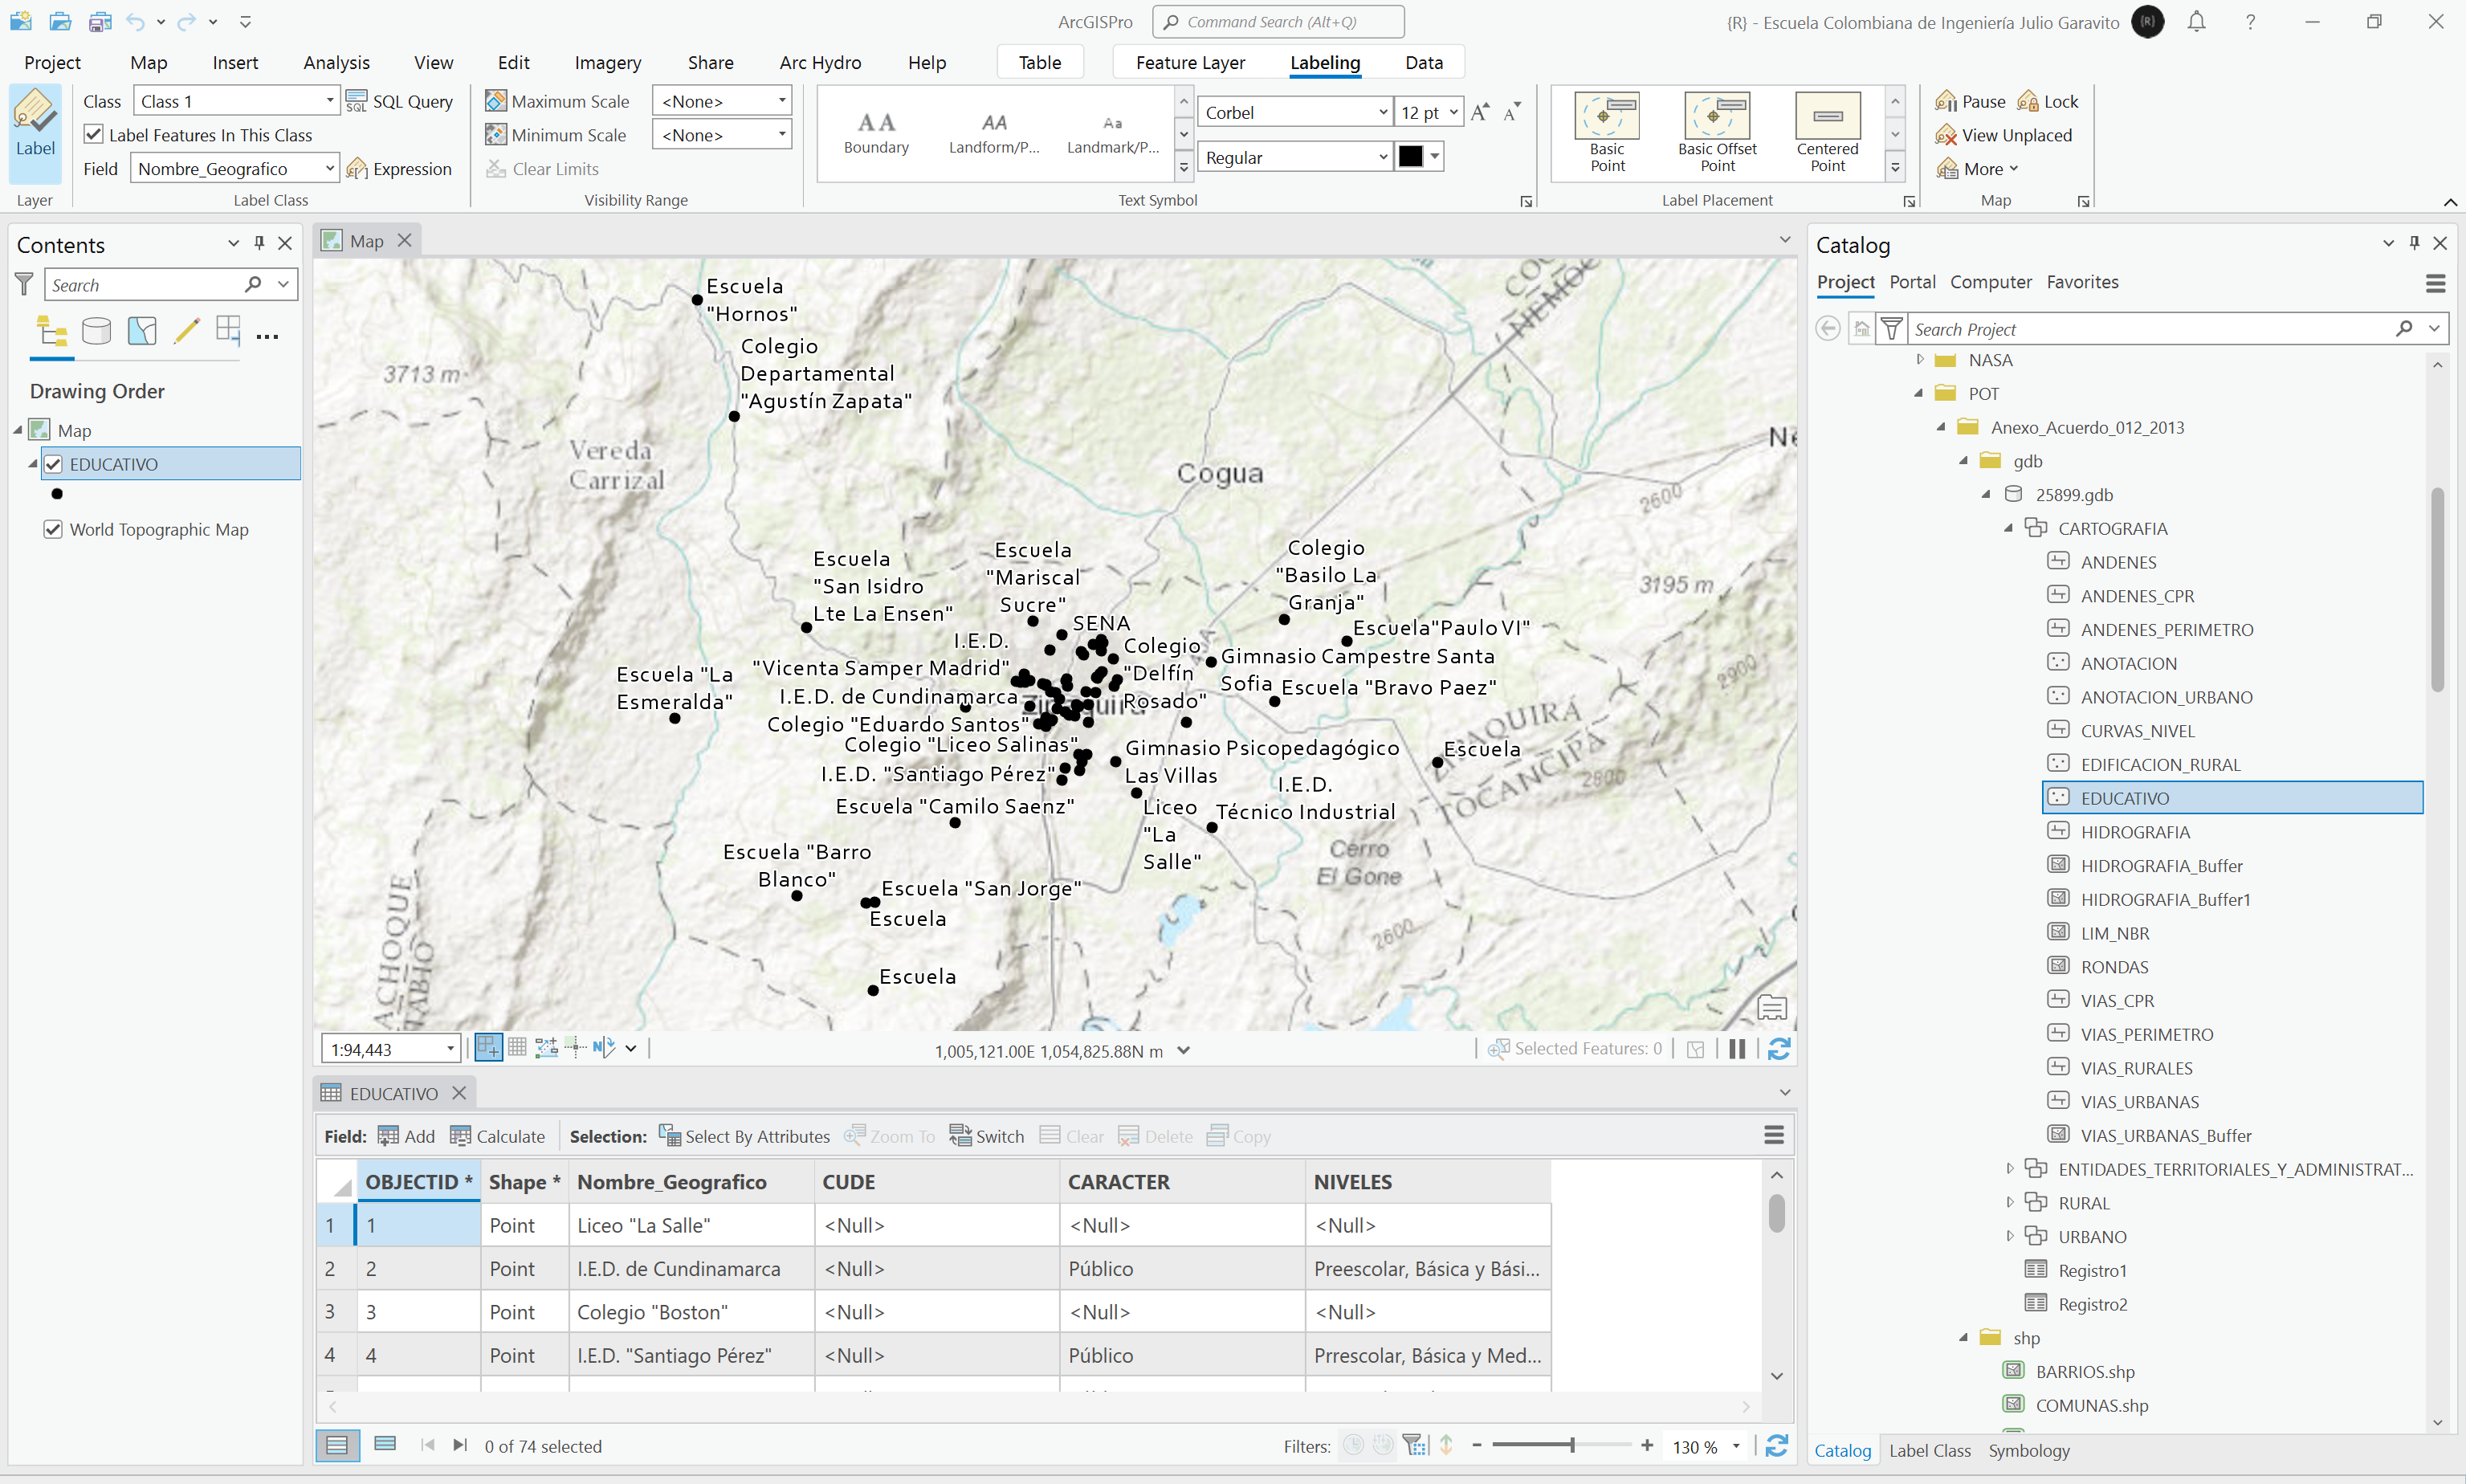 ArcGISPro
Command Search (Alt+Q)
{R} - Escuela Colombiana de Ingeniería Julio Garavito
{R}
Project
Map
Insert
Analysis
View
Edit
Imagery
Share
Arc Hydro
Help
Table
Feature Layer
Labeling
Data
Label
Layer
Class
Class 1
SQL Query
Label Features In This Class
Field
Nombre_Geografico
Expression
Label Class
Maximum Scale
<None>
Minimum Scale
<None>
Clear Limits
Visibility Range
AA
Boundary
AA
Landform/P...
Aa
Landmark/P...
Corbel
12 pt
Regular
Text Symbol
Basic
Point
Basic Offset
Point
Centered
Point
Label Placement
Pause
Lock
View Unplaced
More
Map
Contents
Search
Drawing Order
Map
EDUCATIVO
World Topographic Map
Map
Escuela
"Hornos"
Colegio
Departamental
"Agustín Zapata"
3713 m
Vereda
Carrizal
Cogua
NEMOC
2600
3195 m
2900
Escuela
"San Isidro
Lte La Ensen"
Escuela
"Mariscal
Sucre"
Colegio
"Basilo La
Granja"
SENA
Escuela"Paulo VI"
I.E.D.
"Vicenta Samper Madrid"
Colegio
"Delfín
Rosado"
Gimnasio Campestre Santa
Sofia
Escuela "Bravo Paez"
Escuela "La
Esmeralda"
I.E.D. de Cundinamarca
Zipaquirá
Colegio "Eduardo Santos"
Colegio "Liceo Salinas"
Gimnasio Psicopedagógico
Las Villas
Escuela
ZIPAQUIRÁ
TOCANCIPÁ
2800
I.E.D. "Santiago Pérez"
I.E.D.
Técnico Industrial
Escuela "Camilo Saenz"
Liceo
"La
Salle"
Cerro
El Gone
Escuela "Barro
Blanco"
Escuela "San Jorge"
Escuela
2600
ACHOQUE
TABIO
Escuela
1:94,443
1,005,121.00E 1,054,825.88N m
Selected Features: 0
EDUCATIVO
Field:
Add
Calculate
Selection:
Select By Attributes
Zoom To
Switch
Clear
Delete
Copy
OBJECTID *
Shape *
Nombre_Geografico
CUDE
CARACTER
NIVELES
1 1 Point Liceo "La Salle" <Null> <Null> <Null>
2 2 Point I.E.D. de Cundinamarca <Null> Público Preescolar, Básica y Bási...
3 3 Point Colegio "Boston" <Null> <Null> <Null>
4 4 Point I.E.D. "Santiago Pérez" <Null> Público Prrescolar, Básica y Med...
0 of 74 selected
Filters:
130 %
Catalog
Project
Portal
Computer
Favorites
Search Project
NASA
POT
Anexo_Acuerdo_012_2013
gdb
25899.gdb
CARTOGRAFIA
ANDENES
ANDENES_CPR
ANDENES_PERIMETRO
ANOTACION
ANOTACION_URBANO
CURVAS_NIVEL
EDIFICACION_RURAL
EDUCATIVO
HIDROGRAFIA
HIDROGRAFIA_Buffer
HIDROGRAFIA_Buffer1
LIM_NBR
RONDAS
VIAS_CPR
VIAS_PERIMETRO
VIAS_RURALES
VIAS_URBANAS
VIAS_URBANAS_Buffer
ENTIDADES_TERRITORIALES_Y_ADMINISTRAT...
RURAL
URBANO
Registro1
Registro2
shp
BARRIOS.shp
COMUNAS.shp
Catalog
Label Class
Symbology